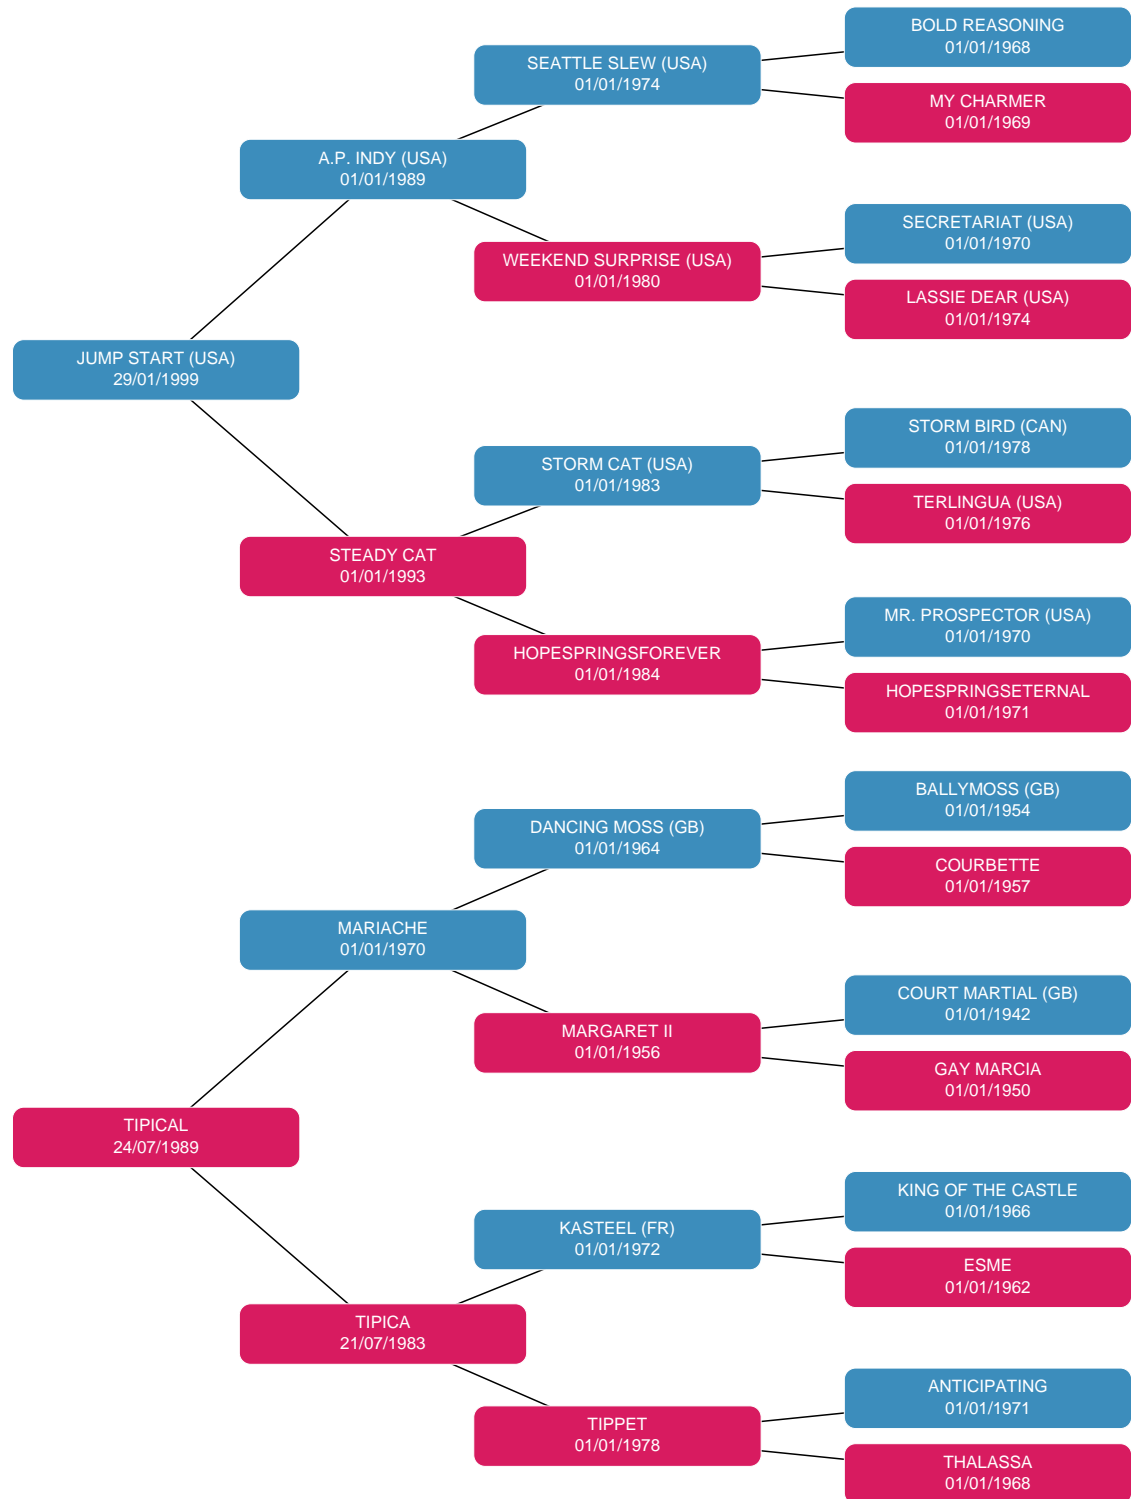 BOLD REASONING
01/01/1968
SEATTLE SLEW (USA)
01/01/1974
MY CHARMER
01/01/1969
A.P. INDY (USA)
01/01/1989
SECRETARIAT (USA)
01/01/1970
WEEKEND SURPRISE (USA)
01/01/1980
LASSIE DEAR (USA)
01/01/1974
JUMP START (USA)
29/01/1999
STORM BIRD (CAN)
01/01/1978
STORM CAT (USA)
01/01/1983
TERLINGUA (USA)
01/01/1976
STEADY CAT
01/01/1993
MR. PROSPECTOR (USA)
01/01/1970
HOPESPRINGSFOREVER
01/01/1984
HOPESPRINGSETERNAL
01/01/1971
BALLYMOSS (GB)
01/01/1954
DANCING MOSS (GB)
01/01/1964
COURBETTE
01/01/1957
MARIACHE
01/01/1970
COURT MARTIAL (GB)
01/01/1942
MARGARET II
01/01/1956
GAY MARCIA
01/01/1950
TIPICAL
24/07/1989
KING OF THE CASTLE
01/01/1966
KASTEEL (FR)
01/01/1972
ESME
01/01/1962
TIPICA
21/07/1983
ANTICIPATING
01/01/1971
TIPPET
01/01/1978
THALASSA
01/01/1968